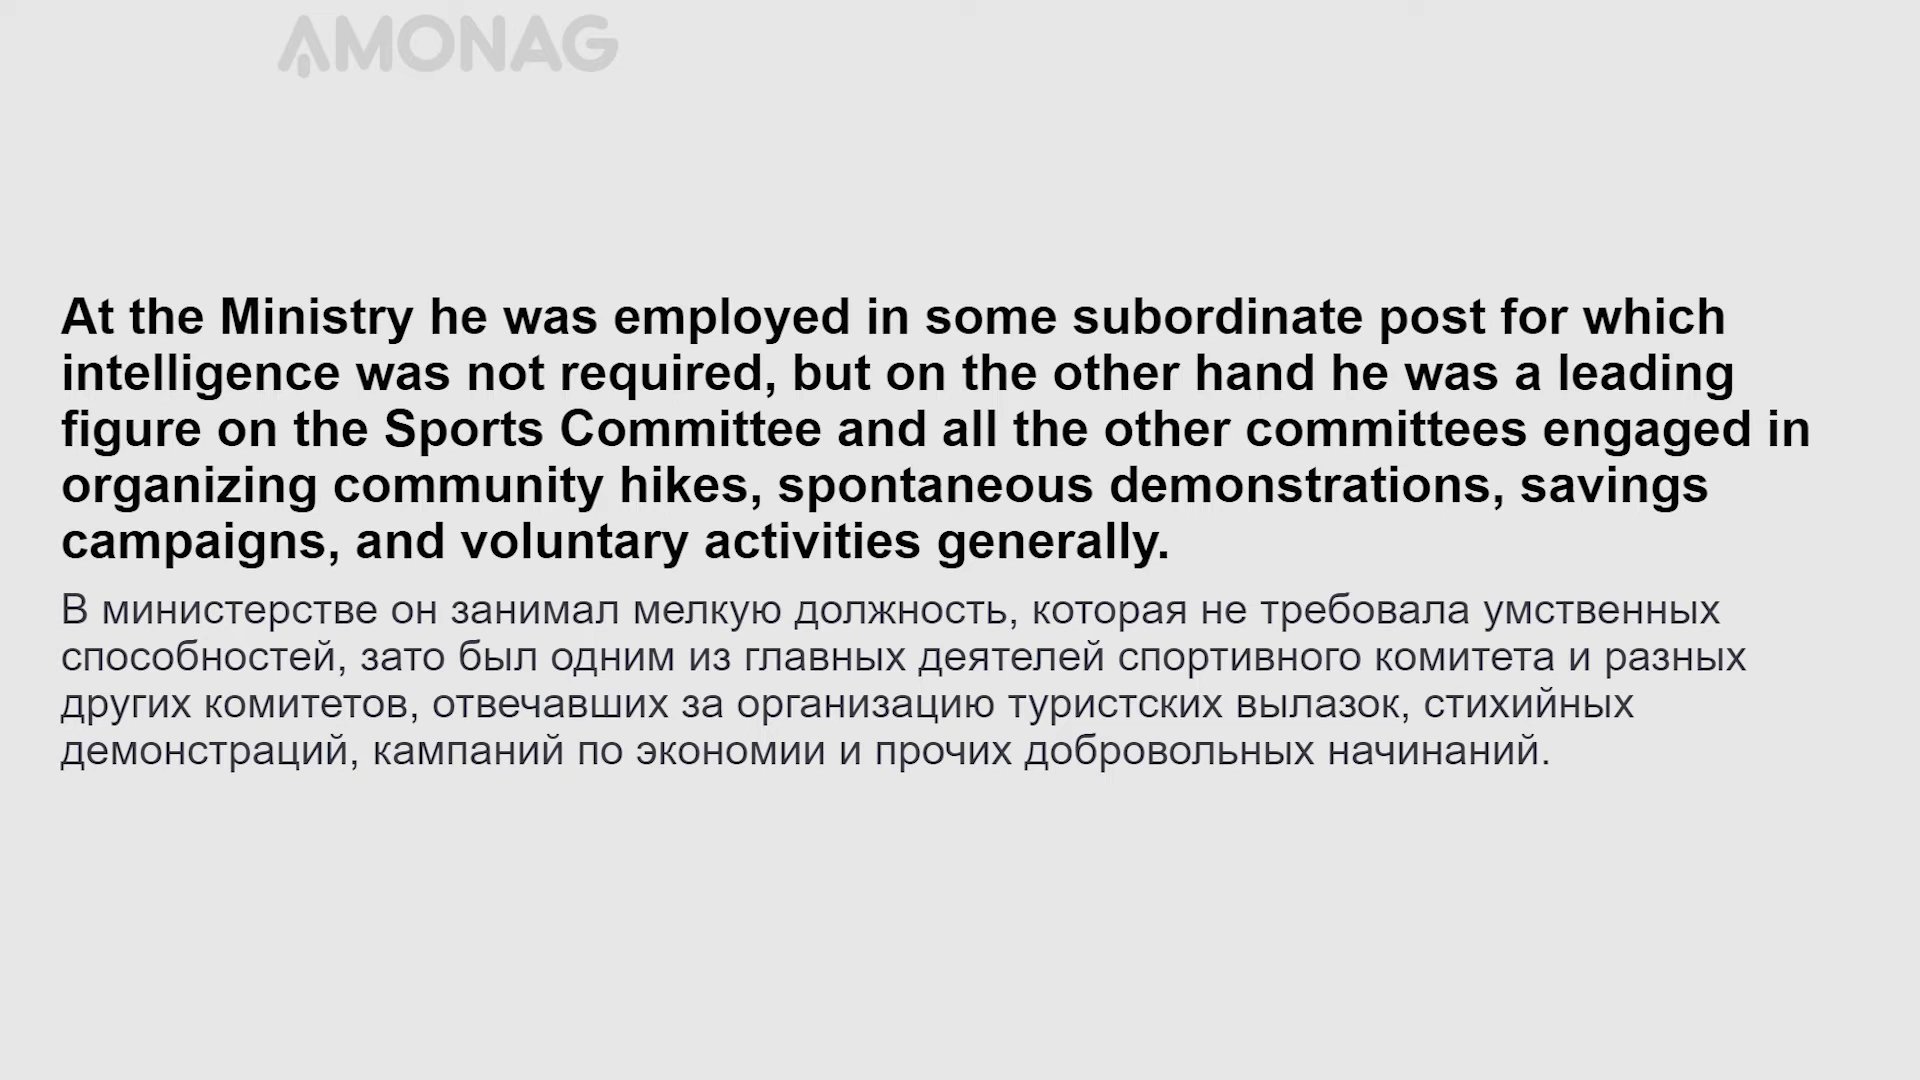 AMONAG
At the Ministry he was employed in some subordinate post for which
intelligence was not required, but on the other hand he was a leading
figure on the Sports Committee and all the other committees engaged in
organizing community hikes, spontaneous demonstrations, savings
campaigns, and voluntary activities generally.
В министерстве он занимал мелкую должность, которая не требовала умственных
способностей, зато был одним из главных деятелей спортивного комитета и разных
других комитетов, отвечавших за организацию туристских вылазок, стихийных
демонстраций, кампаний по экономии и прочих добровольных начинаний.